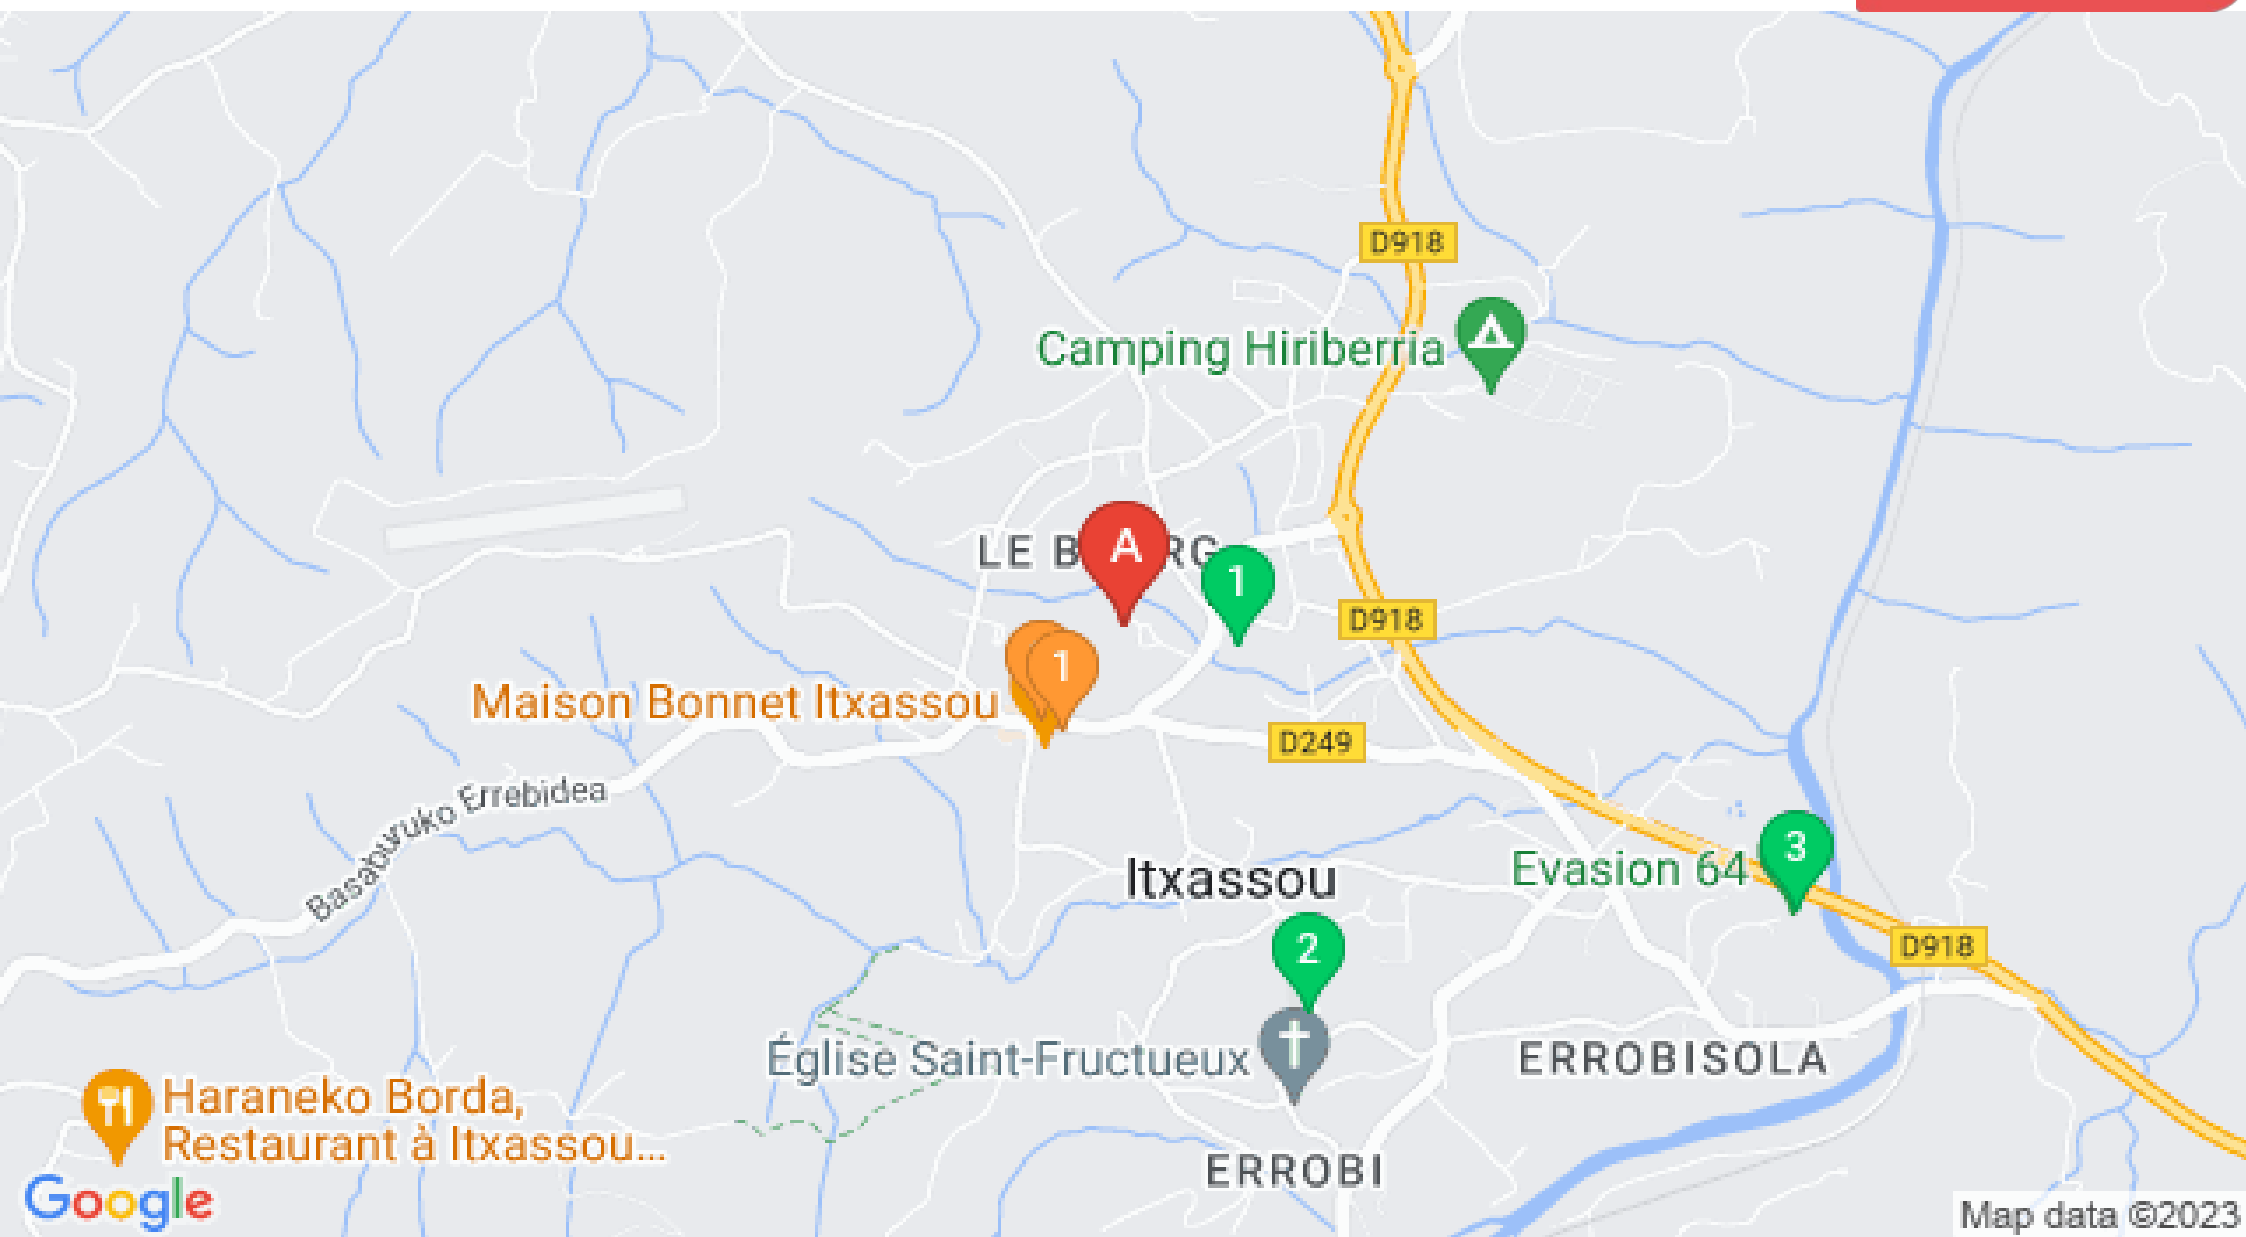 D918
Camping Hiriberria
LE B
RG
A
1
D918
1
Maison Bonnet Itxassou
D249
Basaburuko Errebidea
3
Evasion 64
Itxassou
2
D918
Église Saint-Fructueux
ERROBISOLA
Haraneko Borda,
Restaurant à Itxassou...
ERROBI
Google
Map data ©2023